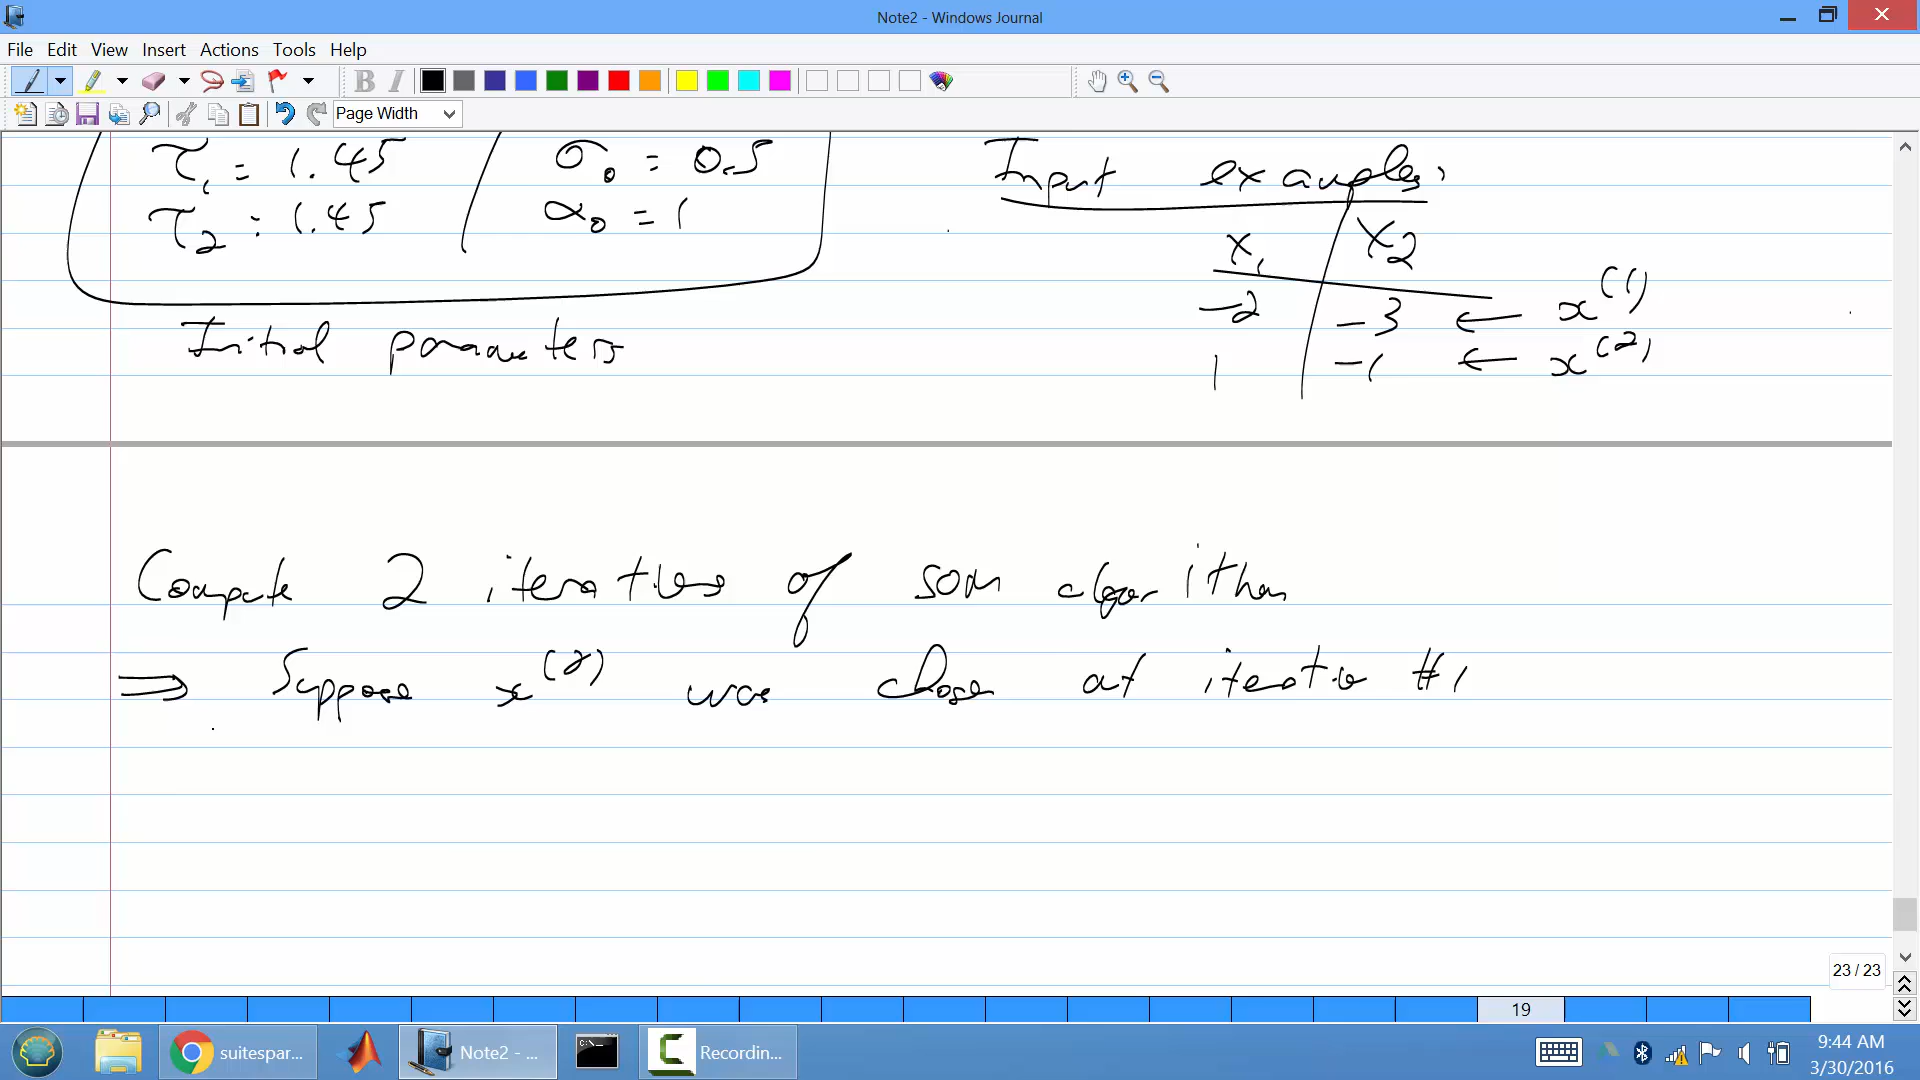 Note2 - Windows Journal
File Edit View Insert Actions Tools Help
B I
Page Width
τ₁ = 1.45
τ₂ = 1.45
σ₀ = 0.5
α₀ = 1
Initial parameters
Input examples:
x₁ x₂
-2 -3 ← x⁽¹⁾
1 -1 ← x⁽²⁾
Compute 2 iterations of SOM algorithm
⇒ Suppose x⁽²⁾ was chosen at iteration #1
23 / 23
19
suitespar...
Note2 - ...
C:\_
C
Recordin...
9:44 AM
3/30/2016